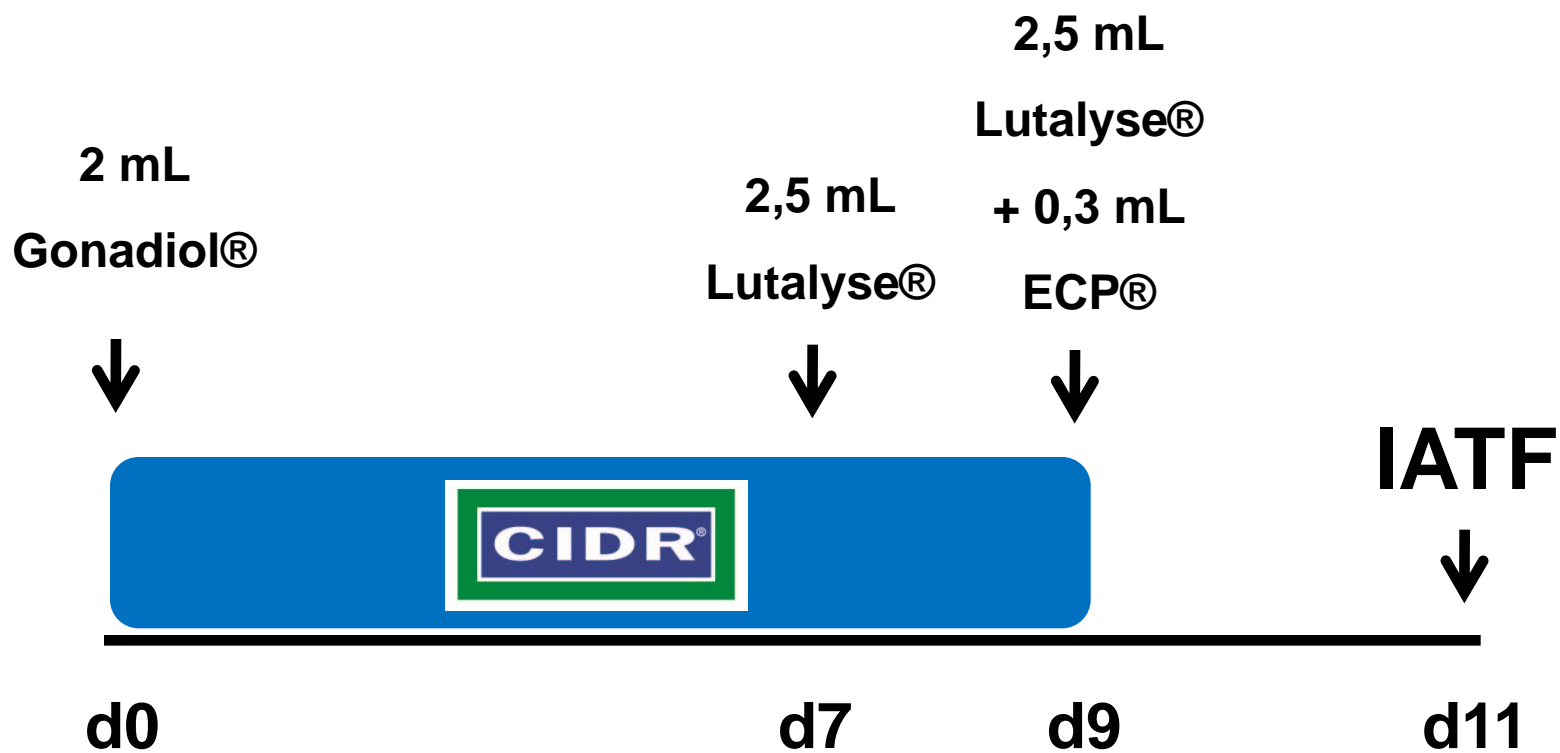 2 mL
Gonadiol®
2,5 mL
Lutalyse®
2,5 mL
Lutalyse®
+ 0,3 mL
ECP®
IATF
CIDR®
d0
d7
d9
d11